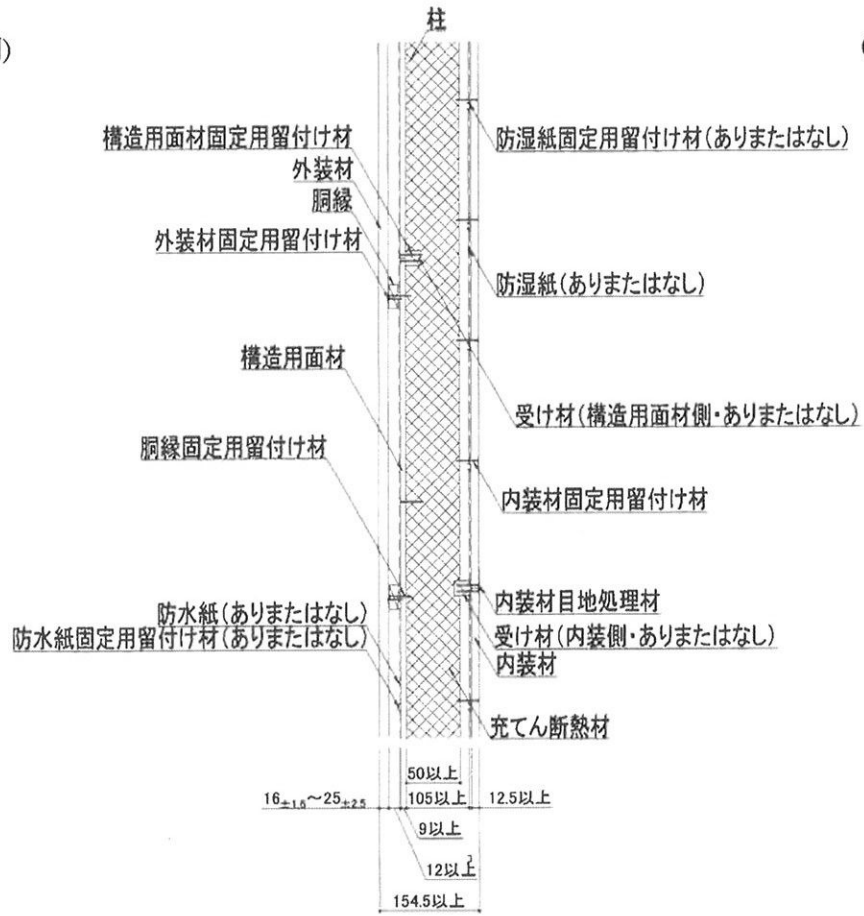 柱
構造用面材固定用留付け材
外装材
胴縁
外装材固定用留付け材
構造用面材
胴縁固定用留付け材
防水紙(ありまたはなし)
防水紙固定用留付け材(ありまたはなし)
防湿紙固定用留付け材(ありまたはなし)
防湿紙(ありまたはなし)
受け材(構造用面材側・ありまたはなし)
内装材固定用留付け材
内装材目地処理材
受け材(内装側・ありまたはなし)
内装材
充てん断熱材
50以上
16±1.6～25±2.5
105以上
12.5以上
9以上
12以上
154.5以上